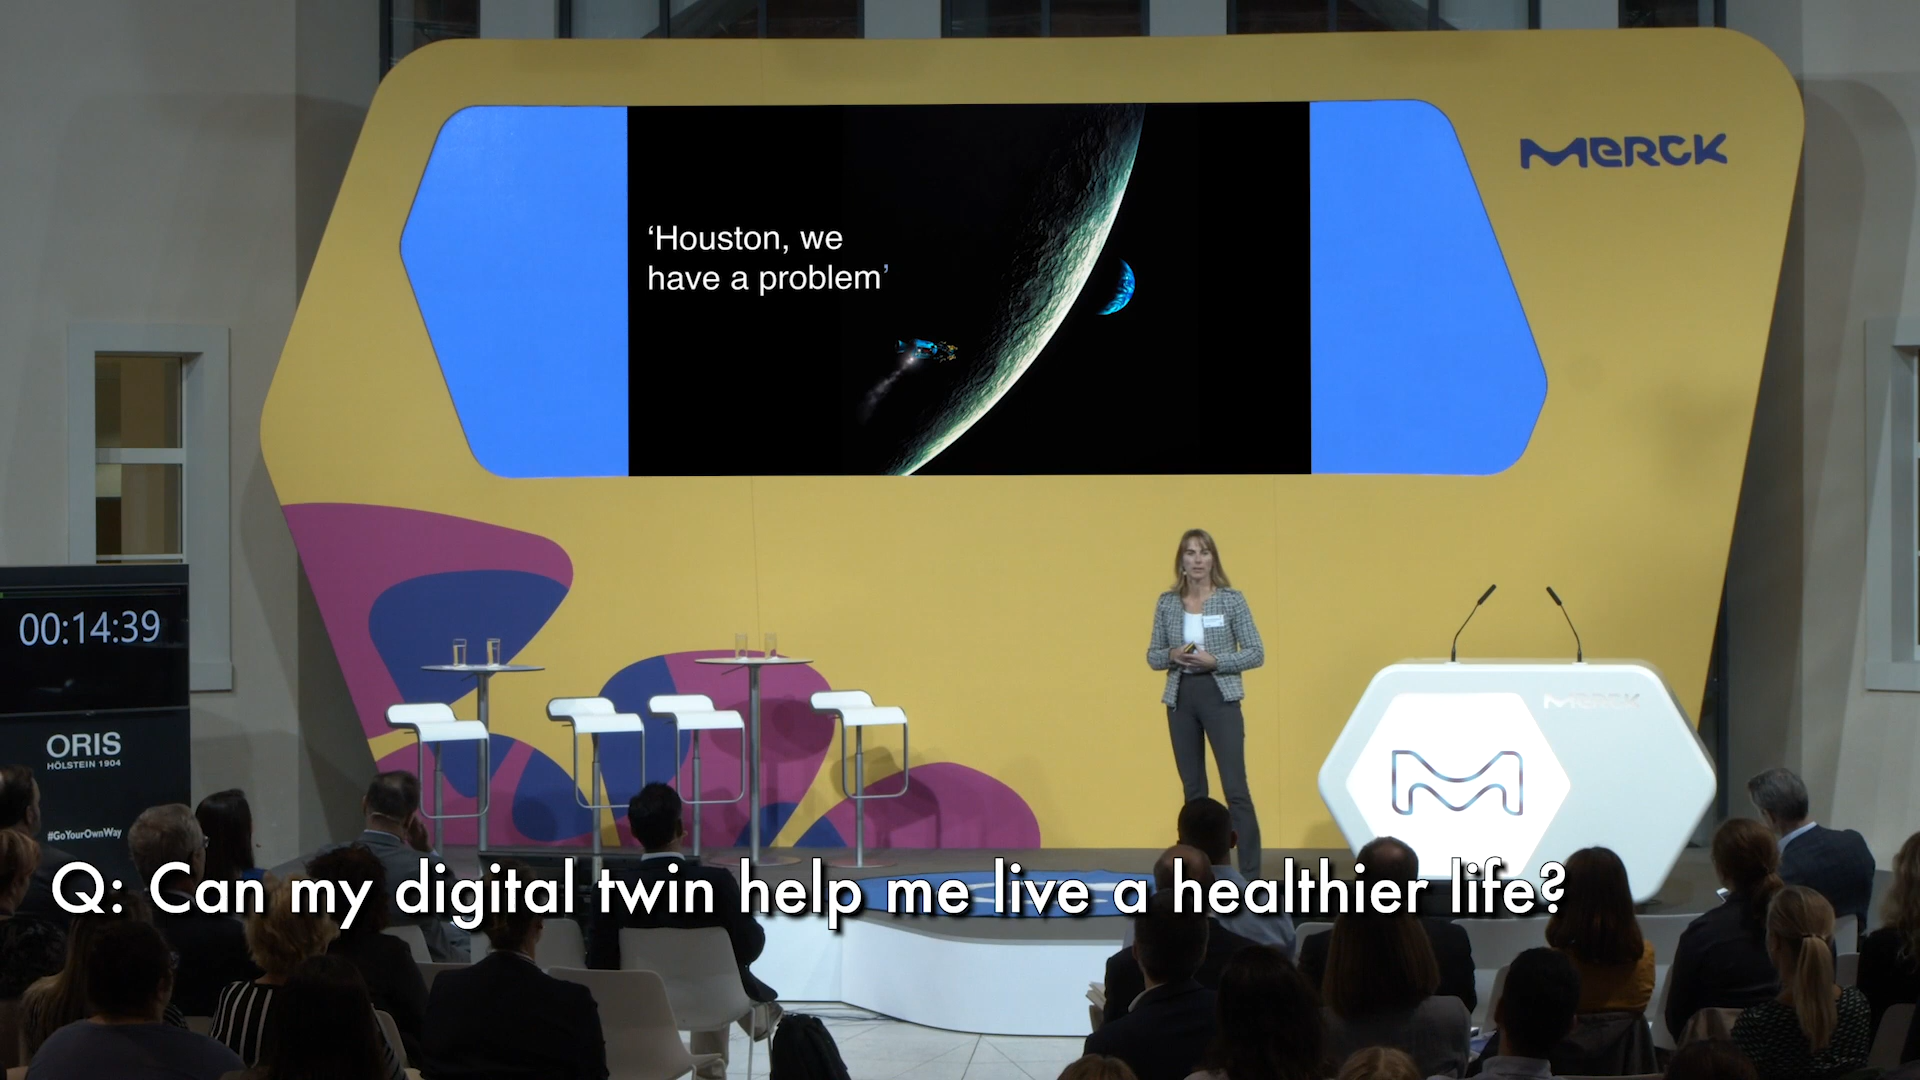 MERCK
‘Houston, we
have a problem’
00:14:39
MERCK
ORIS
HÖLSTEIN 1904
#GoYourOwnWay
Q: Can my digital twin help me live a healthier life?